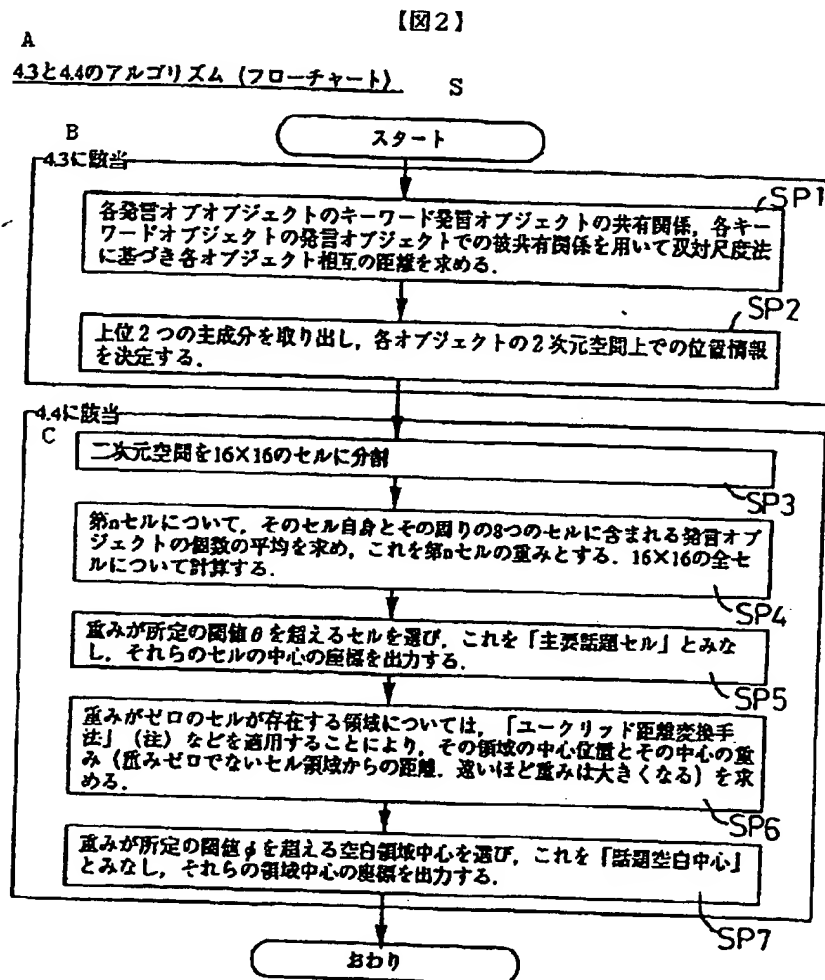 【図2】
A
4.3と4.4のアルゴリズム (フローチャート)
S
スタート
B
4.3に該当
SP1
各発言オブオブジェクトのキーワード発言オブジェクトの共有関係, 各キー
ワードオブジェクトの発言オブジェクトでの被共有関係を用いて双対尺度法
に基づき各オブジェクト相互の距離を求める.
SP2
上位2つの主成分を取り出し, 各オブジェクトの2次元空間上での位置情報
を決定する.
4.4に該当
C
二次元空間を16×16のセルに分割
SP3
第nセルについて, そのセル自身とその周りの8つのセルに含まれる発言オブ
ジェクトの個数の平均を求め, これを第nセルの重みとする. 16×16の全セ
ルについて計算する.
SP4
重みが所定の閾値θを超えるセルを選び, これを「主要話題セル」とみな
し, それらのセルの中心の座標を出力する.
SP5
重みがゼロのセルが存在する領域については, 「ユークリッド距離変換手
法」(注) などを適用することにより, その領域の中心位置とその中心の重
み (重みゼロでないセル領域からの距離. 遠いほど重みは大きくなる) を求
める.
SP6
重みが所定の閾値φを超える空白領域中心を選び, これを「話題空白中心」
とみなし, それらの領域中心の座標を出力する.
SP7
おわり